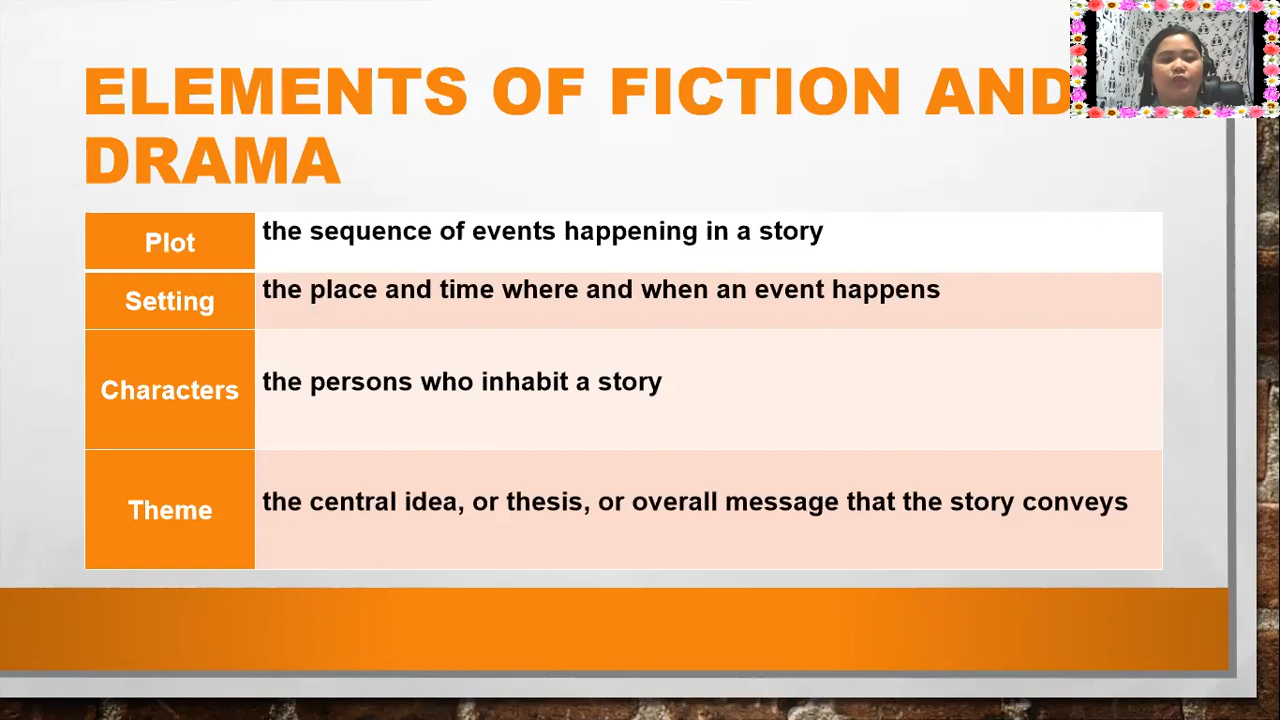 ELEMENTS OF FICTION AND
DRAMA
Plot
the sequence of events happening in a story
Setting
the place and time where and when an event happens
Characters
the persons who inhabit a story
Theme
the central idea, or thesis, or overall message that the story conveys